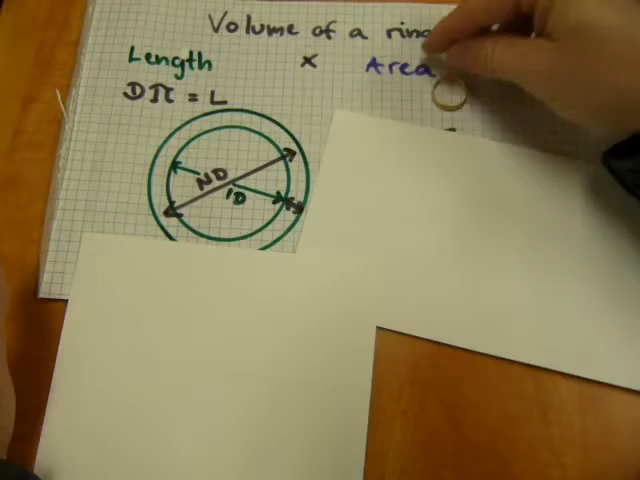 Volume of a ring
Length x Area
Dπ = L
ND
ID